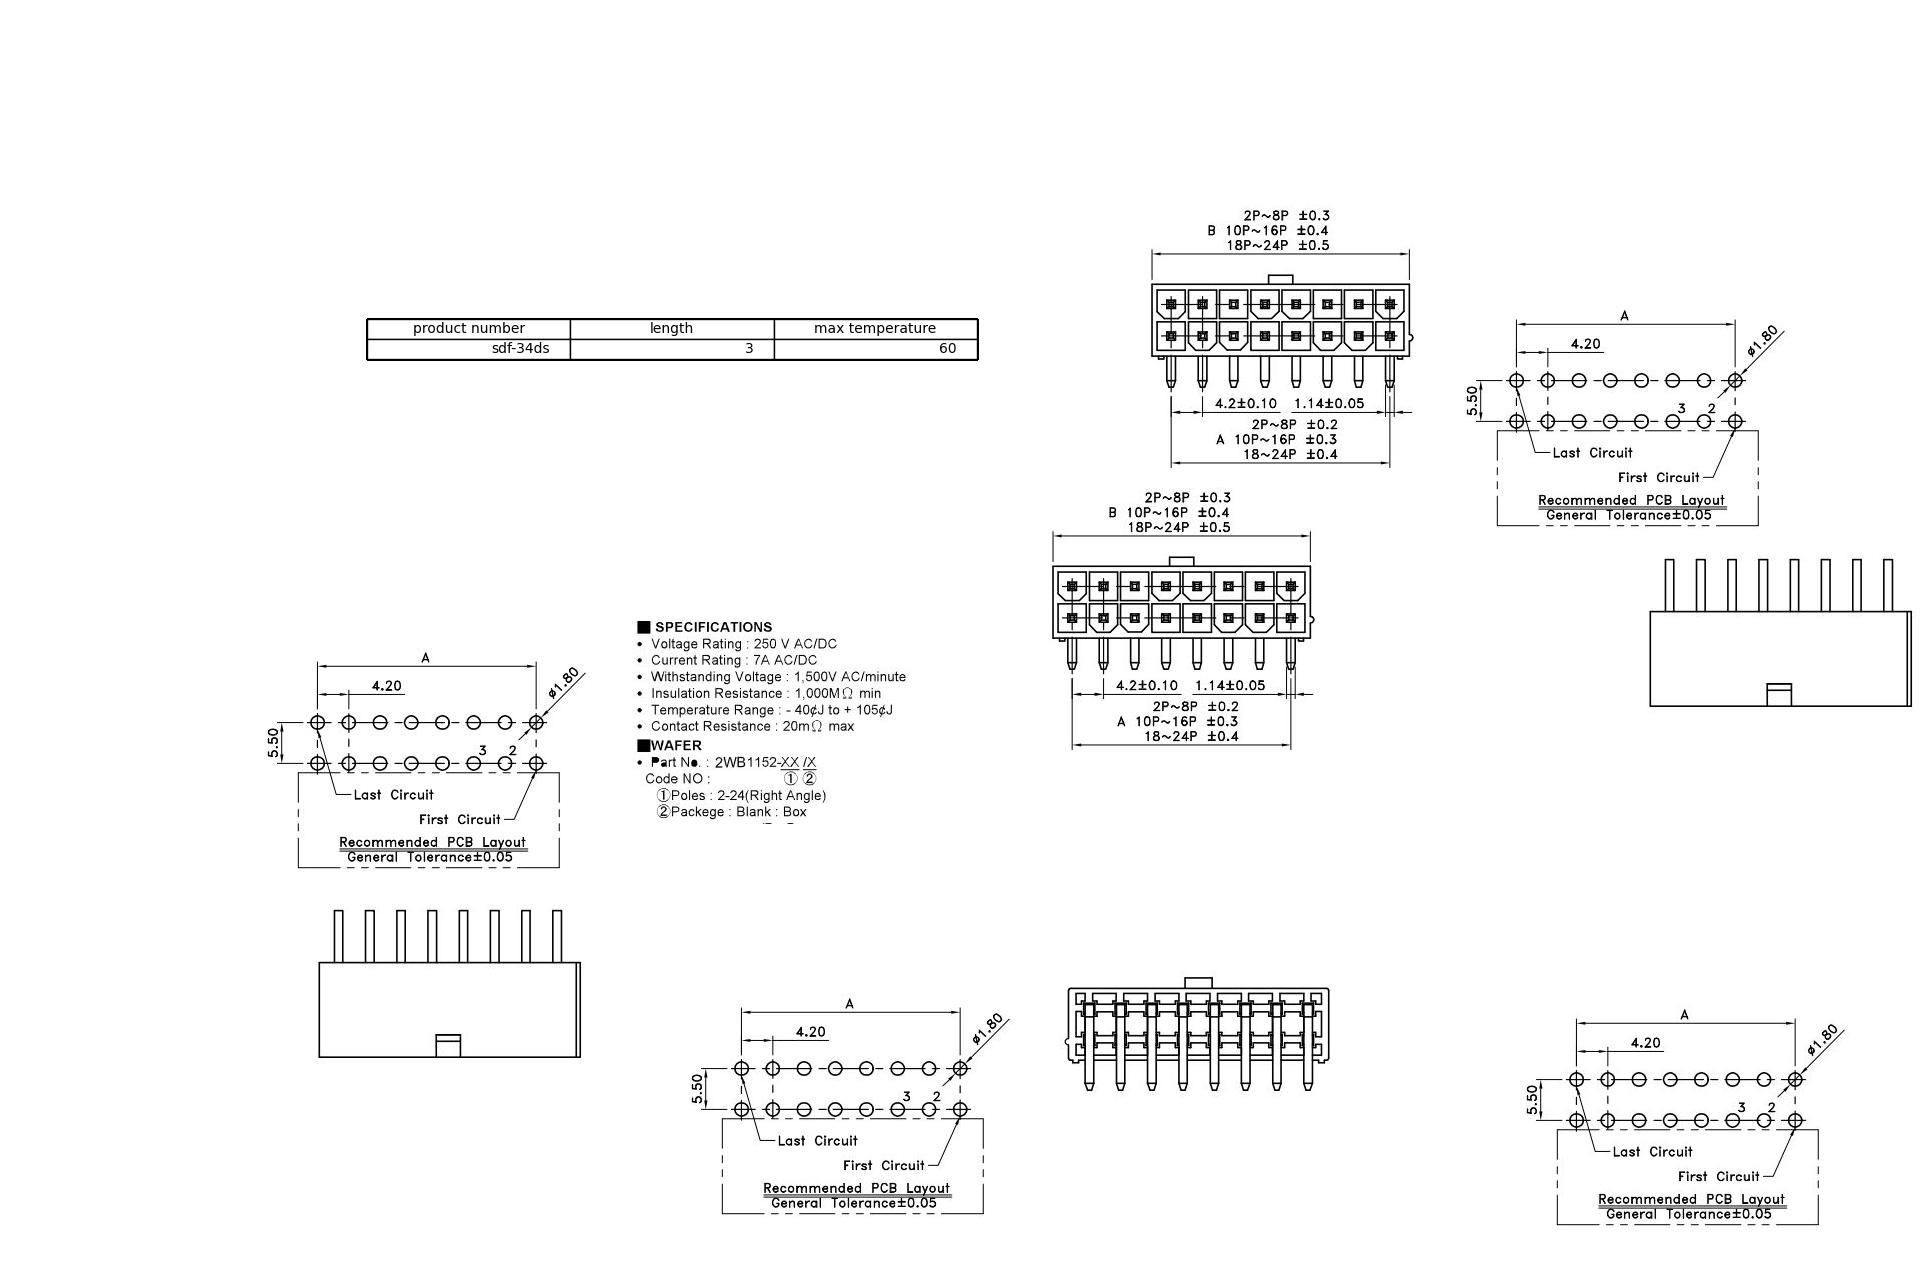 2P~8P ±0.3
B 10P~16P ±0.4
18P~24P ±0.5
4.2±0.10 1.14±0.05
2P~8P ±0.2
A 10P~16P ±0.3
18~24P ±0.4
product number length max temperature
sdf-34ds 3 60
A
4.20
ø1.80
5.50
3 2
Last Circuit
First Circuit
Recommended PCB Layout
General Tolerance±0.05
2P~8P ±0.3
B 10P~16P ±0.4
18P~24P ±0.5
4.2±0.10 1.14±0.05
2P~8P ±0.2
A 10P~16P ±0.3
18~24P ±0.4
■ SPECIFICATIONS
• Voltage Rating : 250 V AC/DC
• Current Rating : 7A AC/DC
• Withstanding Voltage : 1,500V AC/minute
• Insulation Resistance : 1,000MΩ min
• Temperature Range : - 40¢J to + 105¢J
• Contact Resistance : 20mΩ max
■WAFER
• Part No. : 2WB1152-XX /X
Code NO : ① ②
①Poles : 2-24(Right Angle)
②Packege : Blank : Box
A
4.20
ø1.80
5.50
3 2
Last Circuit
First Circuit
Recommended PCB Layout
General Tolerance±0.05
A
4.20
ø1.80
5.50
3 2
Last Circuit
First Circuit
Recommended PCB Layout
General Tolerance±0.05
A
4.20
ø1.80
5.50
3 2
Last Circuit
First Circuit
Recommended PCB Layout
General Tolerance±0.05